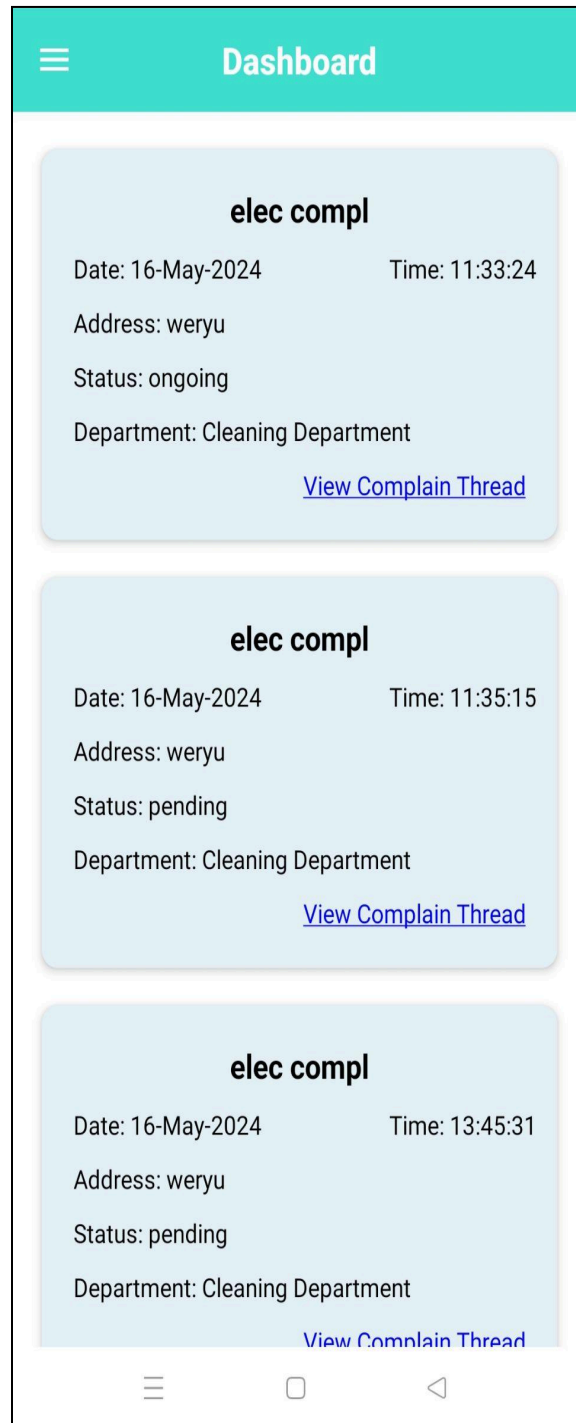 Dashboard
elec compl
Date: 16-May-2024 Time: 11:33:24
Address: weryu
Status: ongoing
Department: Cleaning Department
View Complain Thread
elec compl
Date: 16-May-2024 Time: 11:35:15
Address: weryu
Status: pending
Department: Cleaning Department
View Complain Thread
elec compl
Date: 16-May-2024 Time: 13:45:31
Address: weryu
Status: pending
Department: Cleaning Department
View Complain Thread